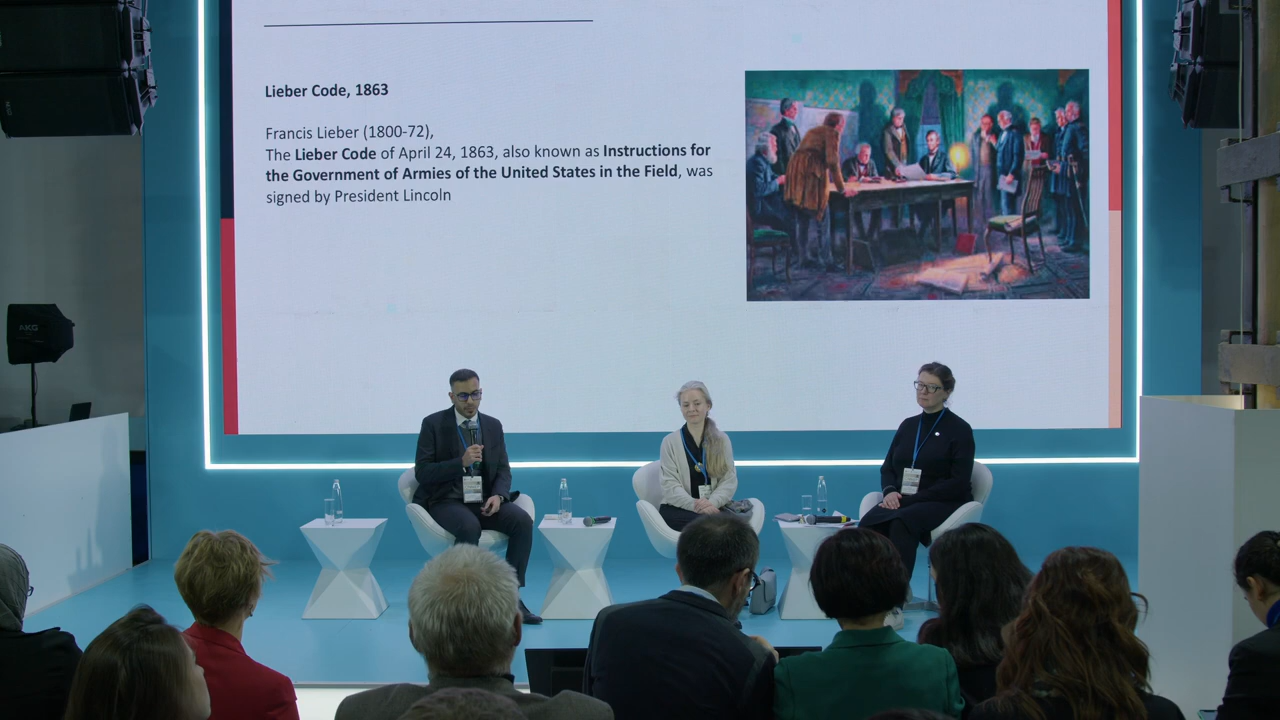 Lieber Code, 1863
Francis Lieber (1800-72),
The Lieber Code of April 24, 1863, also known as Instructions for
the Government of Armies of the United States in the Field, was
signed by President Lincoln
AKG